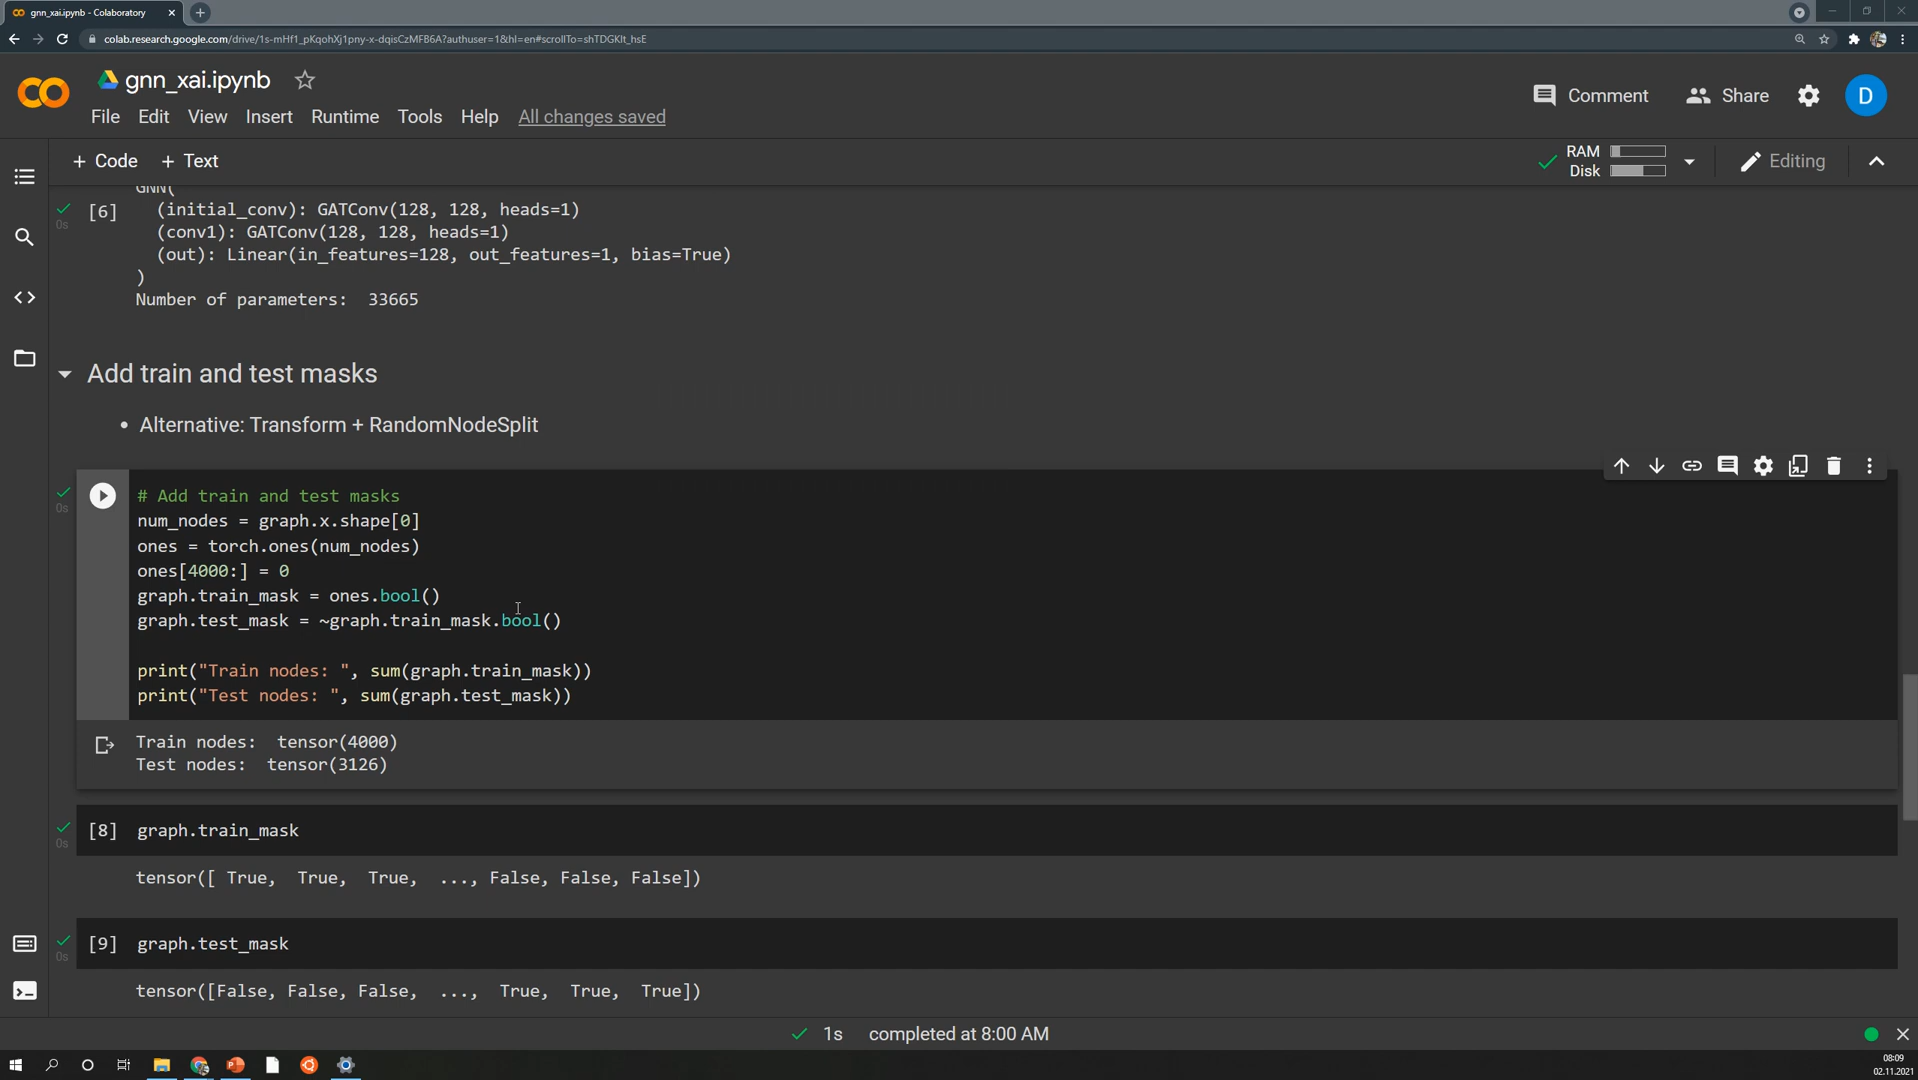 gnn_xai.ipynb - Colaboratory
colab.research.google.com/drive/1s-mHf1_pKqohXj1pny-x-dqisCzMFB6A?authuser=1&hl=en#scrollTo=shTDGKlt_hsE
gnn_xai.ipynb
Comment Share D
File Edit View Insert Runtime Tools Help All changes saved
+ Code + Text
RAM
Disk
Editing
GNN(
[6] (initial_conv): GATConv(128, 128, heads=1)
0s
(conv1): GATConv(128, 128, heads=1)
(out): Linear(in_features=128, out_features=1, bias=True)
)
Number of parameters:  33665
Add train and test masks
• Alternative: Transform + RandomNodeSplit
# Add train and test masks
0s
num_nodes = graph.x.shape[0]
ones = torch.ones(num_nodes)
ones[4000:] = 0
graph.train_mask = ones.bool()
graph.test_mask = ~graph.train_mask.bool()
print("Train nodes: ", sum(graph.train_mask))
print("Test nodes: ", sum(graph.test_mask))
Train nodes:  tensor(4000)
Test nodes:  tensor(3126)
[8] graph.train_mask
0s
tensor([ True,  True,  True,  ..., False, False, False])
[9] graph.test_mask
0s
tensor([False, False, False,  ...,  True,  True,  True])
1s completed at 8:00 AM
08:09
02.11.2021